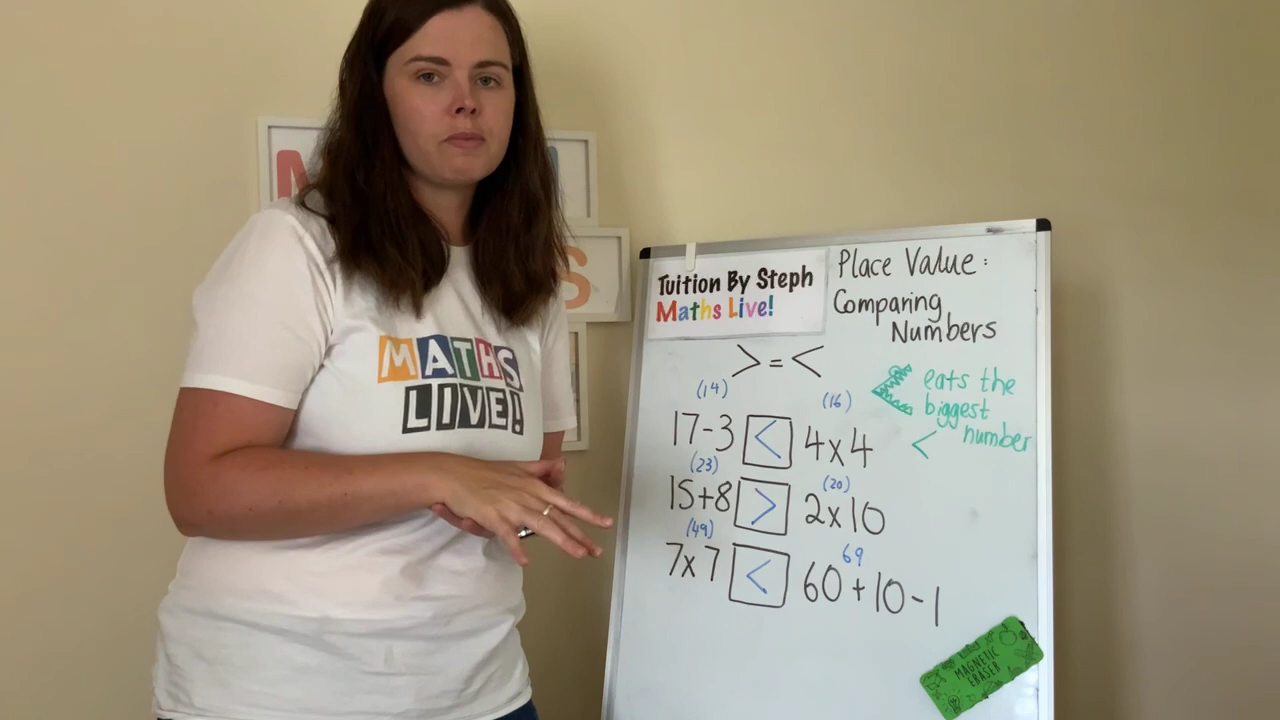 MATHS
LIVE!
S
Tuition By Steph
Maths Live!
Place Value:
Comparing
Numbers
> = <
eats the
biggest
number
<
(14)
(16)
17-3 < 4x4
(23)
(20)
15+8 > 2x10
(49)
69
7x7 < 60+10-1
MAGNETIC
ERASER